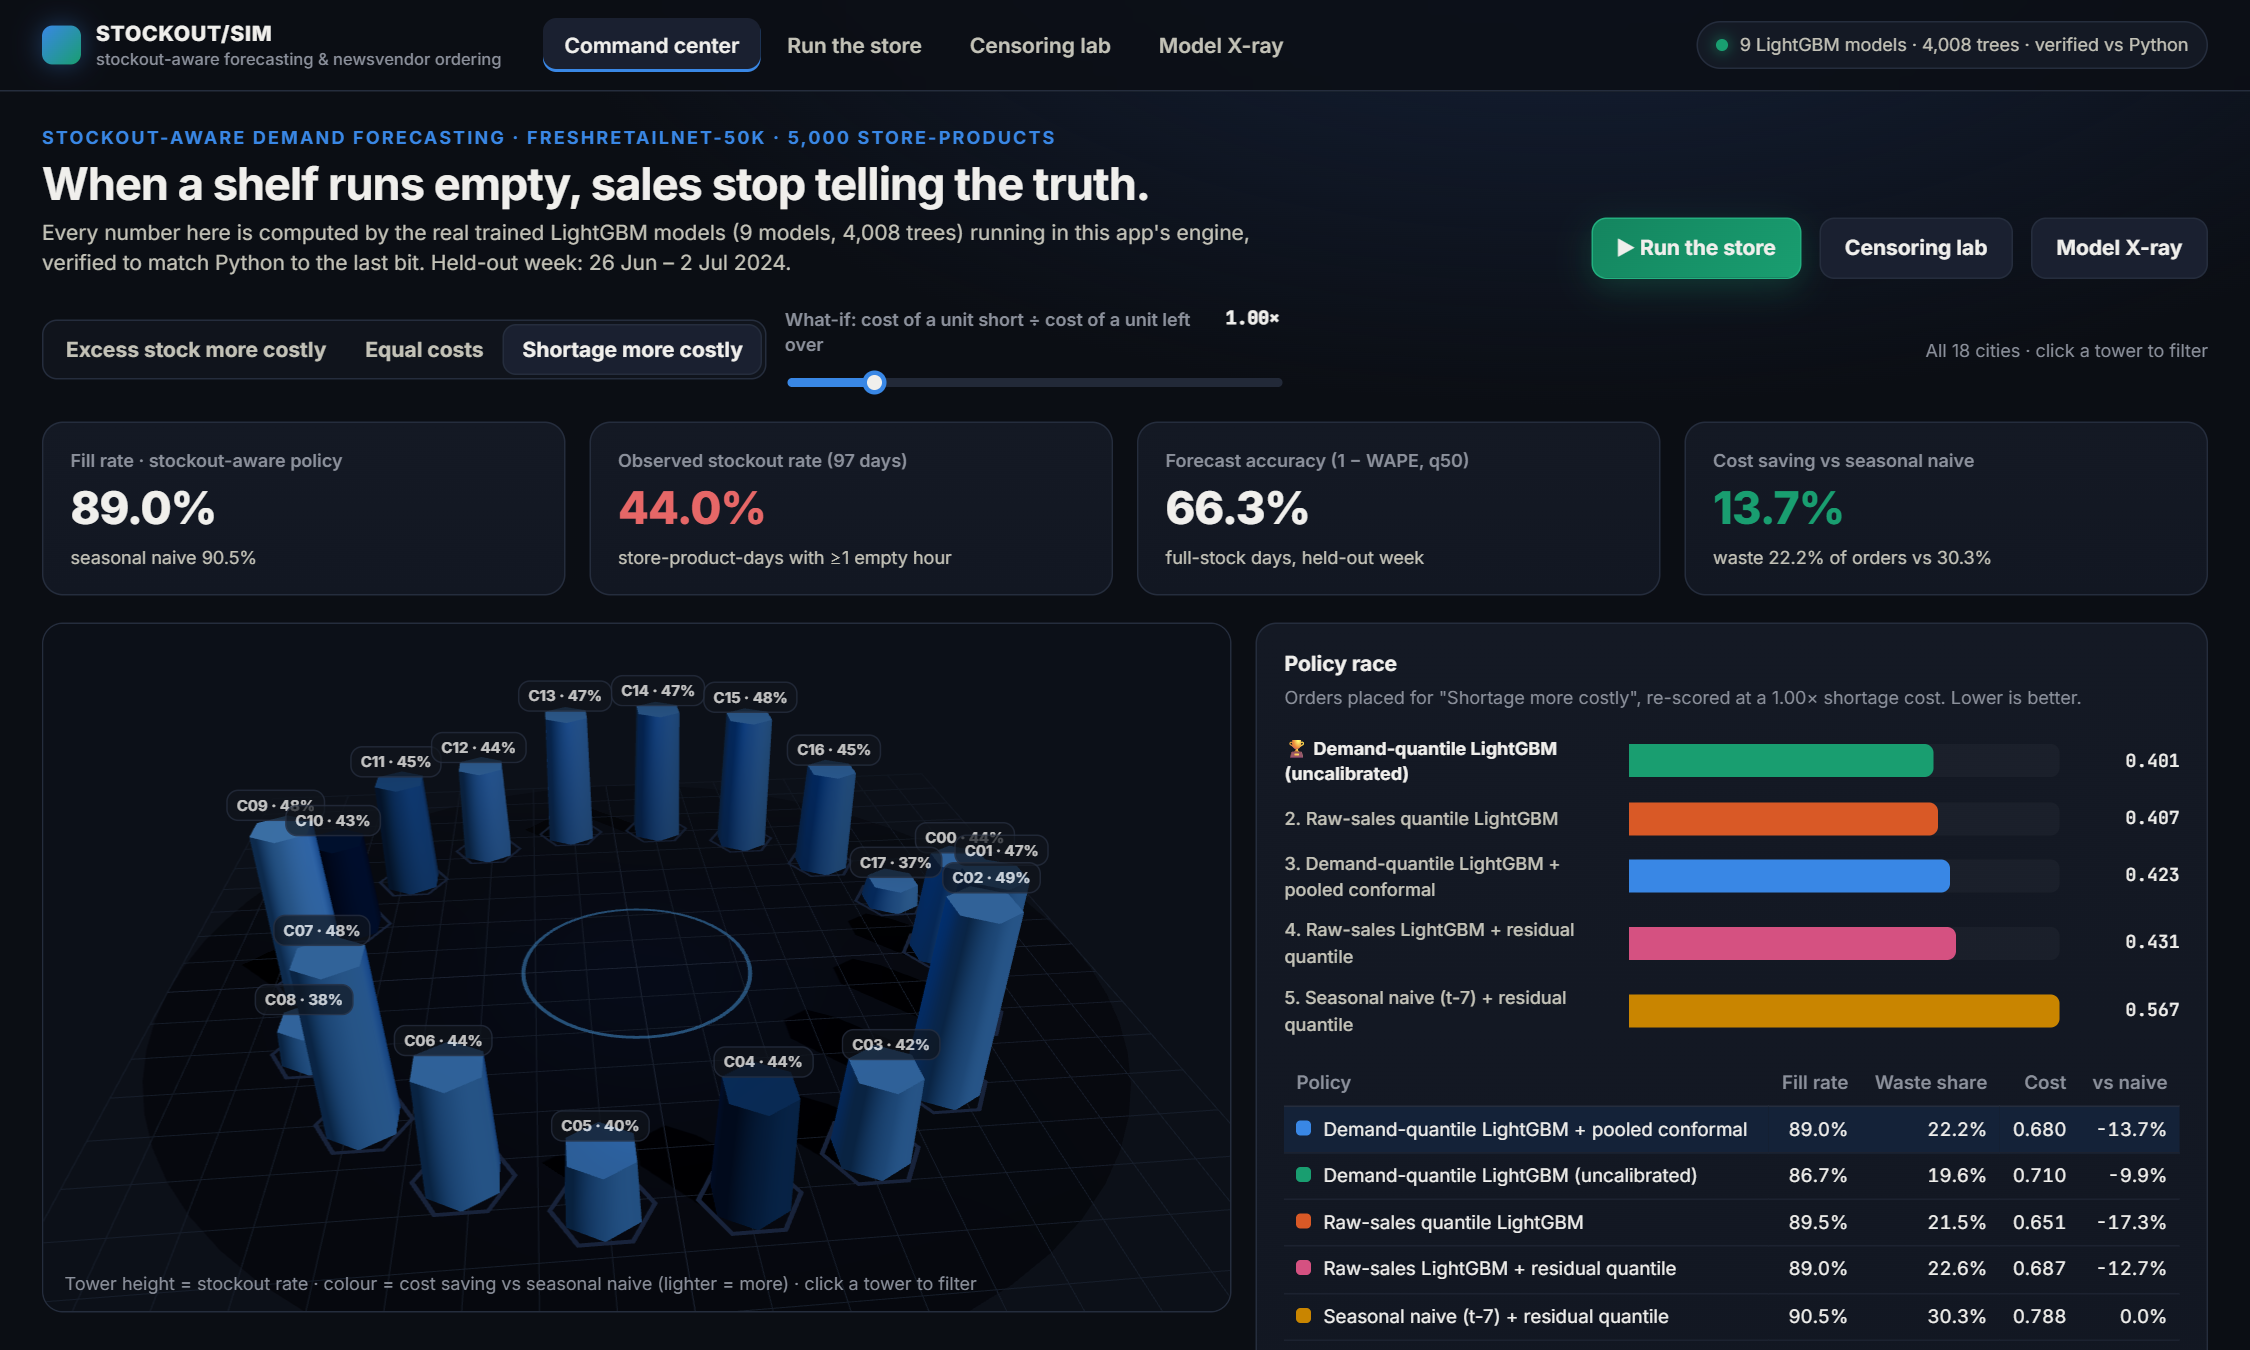 STOCKOUT/SIM
stockout-aware forecasting & newsvendor ordering
Command center
Run the store
Censoring lab
Model X-ray
9 LightGBM models · 4,008 trees · verified vs Python
STOCKOUT-AWARE DEMAND FORECASTING · FRESHRETAILNET-50K · 5,000 STORE-PRODUCTS
When a shelf runs empty, sales stop telling the truth.
Every number here is computed by the real trained LightGBM models (9 models, 4,008 trees) running in this app's engine,
verified to match Python to the last bit. Held-out week: 26 Jun – 2 Jul 2024.
▶ Run the store
Censoring lab
Model X-ray
Excess stock more costly
Equal costs
Shortage more costly
What-if: cost of a unit short ÷ cost of a unit left
over
1.00×
All 18 cities · click a tower to filter
Fill rate · stockout-aware policy
89.0%
seasonal naive 90.5%
Observed stockout rate (97 days)
44.0%
store-product-days with ≥1 empty hour
Forecast accuracy (1 – WAPE, q50)
66.3%
full-stock days, held-out week
Cost saving vs seasonal naive
13.7%
waste 22.2% of orders vs 30.3%
C13 · 47%
C14 · 47%
C15 · 48%
C11 · 45%
C12 · 44%
C16 · 45%
C09 · 48%
C10 · 43%
C00 · 44%
C01 · 47%
C17 · 37%
C02 · 49%
C07 · 48%
C08 · 38%
C06 · 44%
C04 · 44%
C03 · 42%
C05 · 40%
Tower height = stockout rate · colour = cost saving vs seasonal naive (lighter = more) · click a tower to filter
Policy race
Orders placed for "Shortage more costly", re-scored at a 1.00× shortage cost. Lower is better.
🏆 Demand-quantile LightGBM
(uncalibrated)
0.401
2. Raw-sales quantile LightGBM
0.407
3. Demand-quantile LightGBM +
pooled conformal
0.423
4. Raw-sales LightGBM + residual
quantile
0.431
5. Seasonal naive (t-7) + residual
quantile
0.567
Policy Fill rate Waste share Cost vs naive
Demand-quantile LightGBM + pooled conformal 89.0% 22.2% 0.680 -13.7%
Demand-quantile LightGBM (uncalibrated) 86.7% 19.6% 0.710 -9.9%
Raw-sales quantile LightGBM 89.5% 21.5% 0.651 -17.3%
Raw-sales LightGBM + residual quantile 89.0% 22.6% 0.687 -12.7%
Seasonal naive (t-7) + residual quantile 90.5% 30.3% 0.788 0.0%